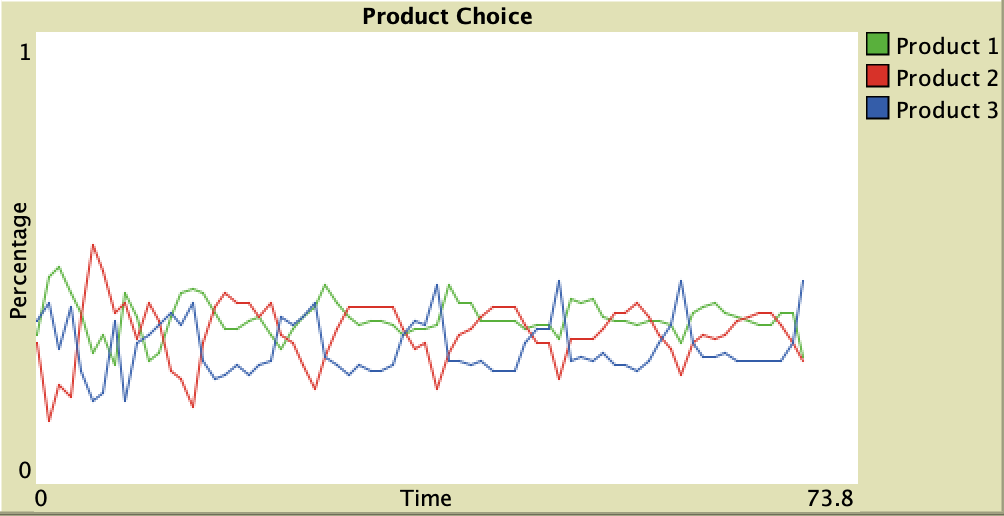 Product Choice
1
Percentage
0
0
Time
73.8
Product 1
Product 2
Product 3